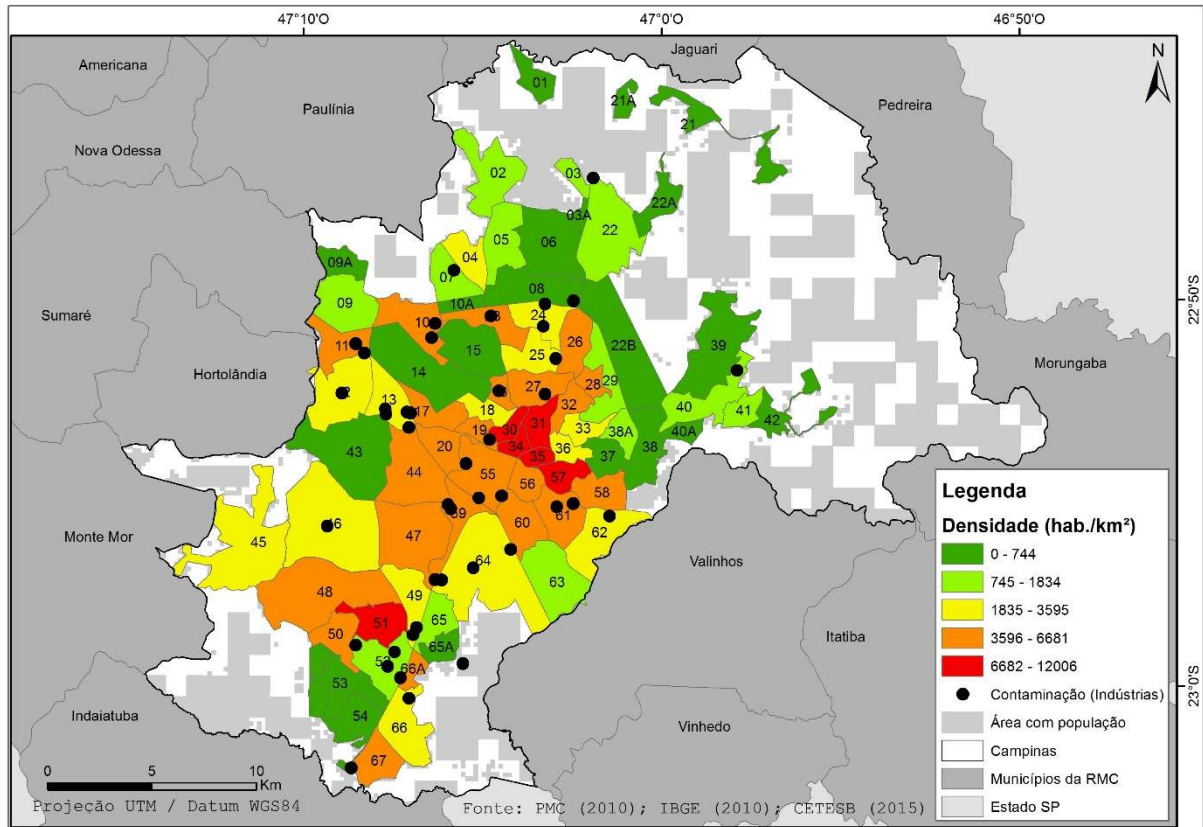 47°10'O 47°0'O 46°50'O
Jaguari
N
Americana
01
Paulínia
21A
Pedreira
21
Nova Odessa
02
03
22A
03A
22
05
06
04
09A
07
08
22°50'S
09
10A
Sumaré
24
10
11
15
25
26
22B
39
Morungaba
14
29
Hortolândia
27
28
13
17
18
32
40
41
42
31
30
33
38A
40A
19
34
36
38
43
20
35
37
44
55
57
56
58
45
47
60
61
62
Monte Mor
64
Valinhos
63
48
49
51
65
50
65A
Itatiba
66A
53
54
23°0'S
Indaiatuba
66
Vinhedo
67
Legenda
Densidade (hab./km²)
0 - 744
745 - 1834
1835 - 3595
3596 - 6681
6682 - 12006
Contaminação (Indústrias)
Área com população
Campinas
Municípios da RMC
Estado SP
0 5 10
Km
Projeção UTM / Datum WGS84 Fonte: PMC (2010); IBGE (2010); CETESB (2015)